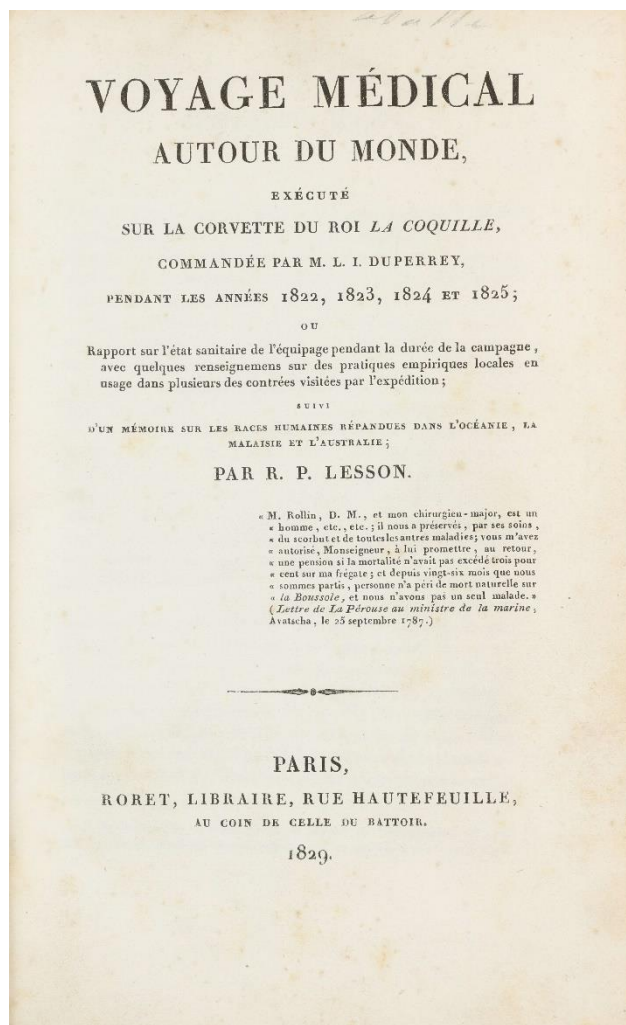 VOYAGE MÉDICAL
AUTOUR DU MONDE,
EXÉCUTÉ
SUR LA CORVETTE DU ROI LA COQUILLE,
COMMANDÉE PAR M. L. I. DUPERREY,
PENDANT LES ANNÉES 1822, 1823, 1824 ET 1825;
OU
Rapport sur l'état sanitaire de l'équipage pendant la durée de la campagne,
avec quelques renseignemens sur des pratiques empiriques locales en
usage dans plusieurs des contrées visitées par l'expédition;
SUIVI
D'UN MÉMOIRE SUR LES RACES HUMAINES RÉPANDUES DANS L'OCÉANIE, LA
MALAISIE ET L'AUSTRALIE;
PAR R. P. LESSON.
« M. Rollin, D. M., et mon chirurgien-major, est un
« homme, etc., etc.; il nous a préservés, par ses soins,
« du scorbut et de toutes les autres maladies; vous m'avez
« autorisé, Monseigneur, à lui promettre, au retour,
« une pension si la mortalité n'avait pas excédé trois pour
« cent sur ma frégate; et depuis vingt-six mois que nous
« sommes partis, personne n'a péri de mort naturelle sur
« la Boussole, et nous n'avons pas un seul malade. »
(Lettre de La Pérouse au ministre de la marine,
Avatscha, le 25 septembre 1787.)
PARIS,
RORET, LIBRAIRE, RUE HAUTEFEUILLE,
AU COIN DE CELLE DU BATTOIR.
1829.